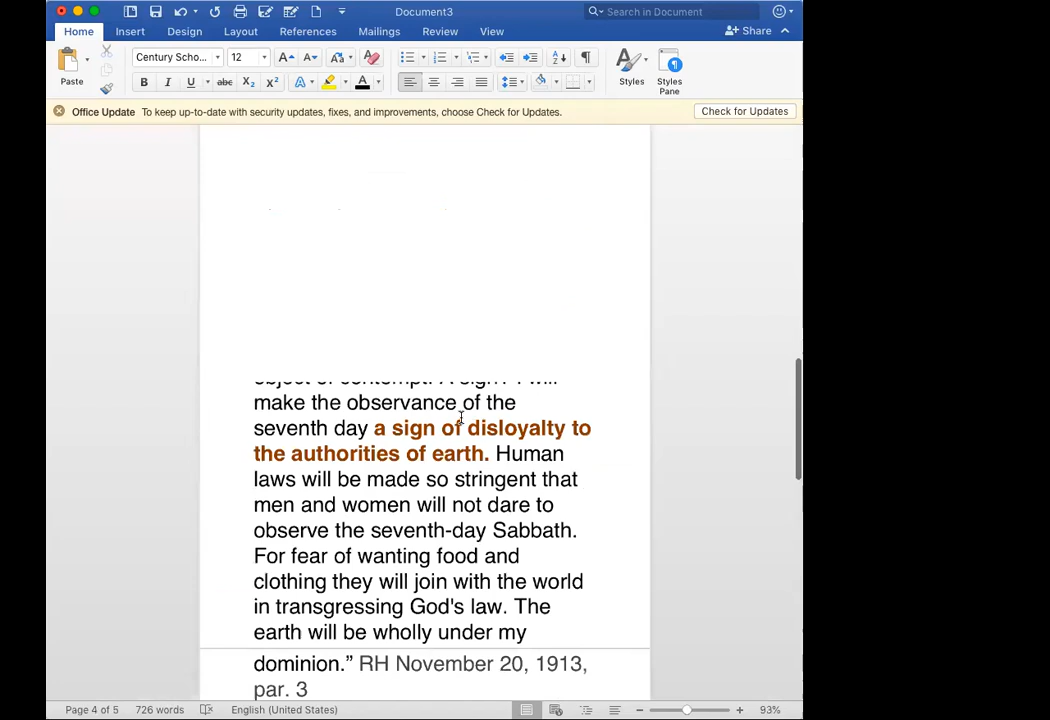 Document3
Search in Document
Home Insert Design Layout References Mailings Review View
Share
Paste
Century Scho... 12
Styles
Styles Pane
Office Update To keep up-to-date with security updates, fixes, and improvements, choose Check for Updates.
Check for Updates
object of contempt. A sign
will
make the observance of the
seventh day a sign of disloyalty to
the authorities of earth. Human
laws will be made so stringent that
men and women will not dare to
observe the seventh-day Sabbath.
For fear of wanting food and
clothing they will join with the world
in transgressing God's law. The
earth will be wholly under my
dominion.” RH November 20, 1913,
par. 3
Page 4 of 5 726 words English (United States) 93%